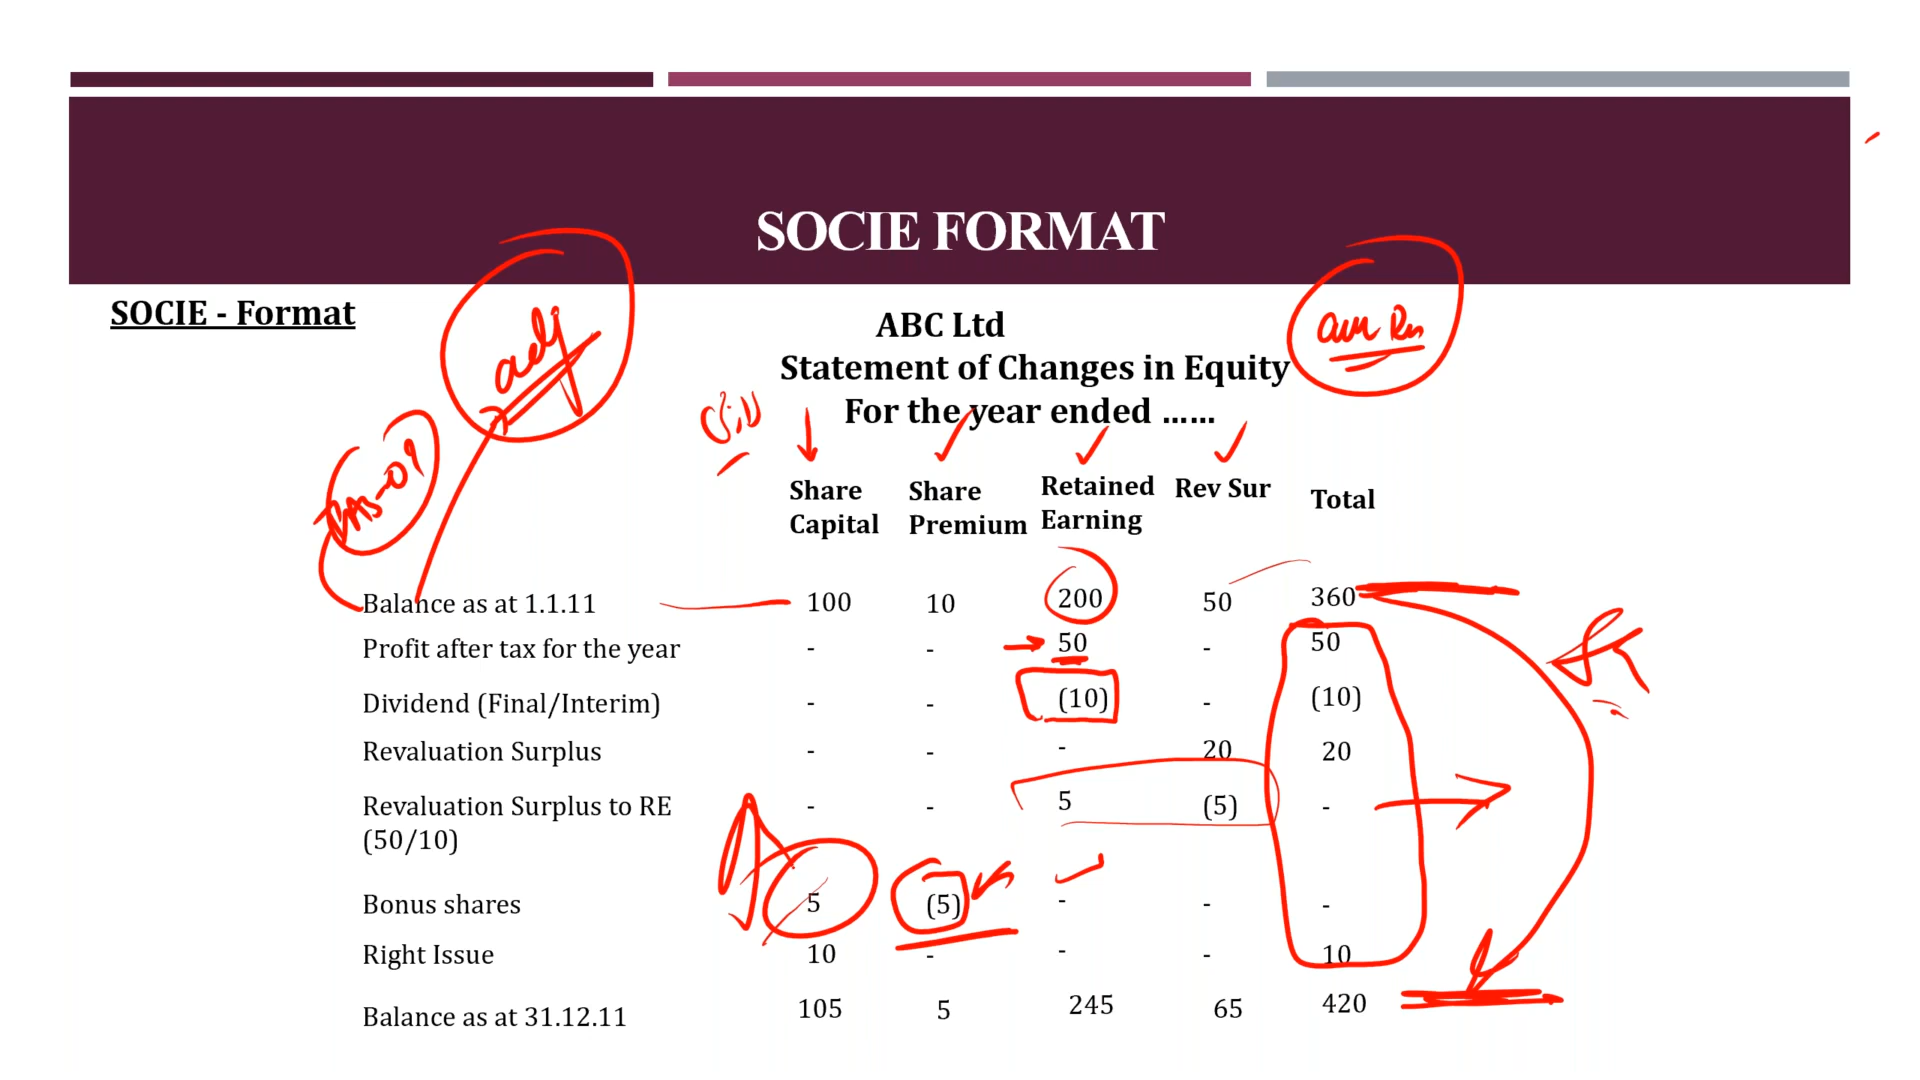 SOCIE FORMAT
SOCIE - Format
adj
ABC Ltd
Statement of Changes in Equity
For the year ended ......
IAS-09
Share Capital Share Premium Retained Earning Rev Sur Total
Balance as at 1.1.11 100 10 200 50 360
Profit after tax for the year - - 50 - 50
Dividend (Final/Interim) - - (10) - (10)
Revaluation Surplus - - - 20 20
Revaluation Surplus to RE - - 5 (5) -
(50/10)
Bonus shares 5 (5) - - -
Right Issue 10 - - - 10
Balance as at 31.12.11 105 5 245 65 420